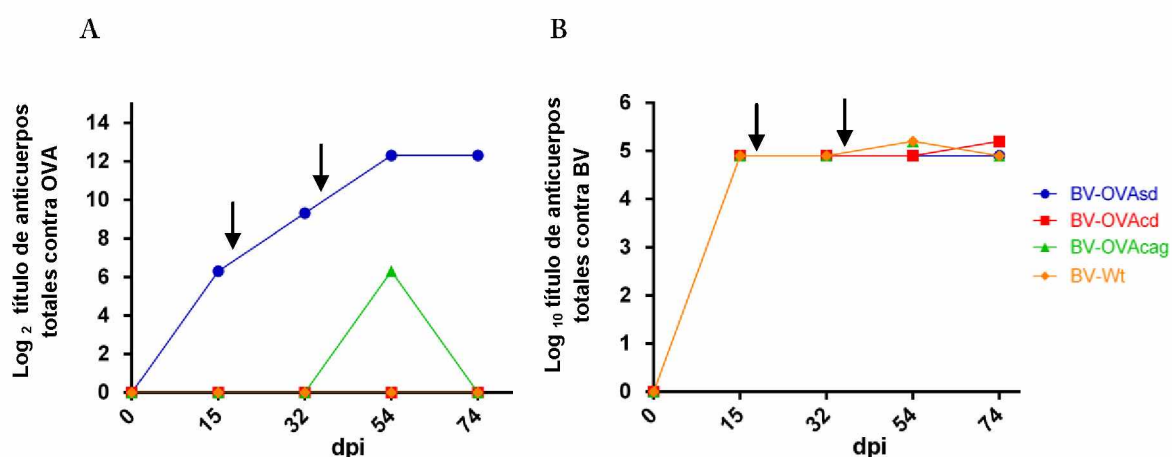 A
Log 2 título de anticuerpos
totales contra OVA
14
12
10
8
6
4
2
0
0
15
32
54
74
dpi
B
Log 10 título de anticuerpos
totales contra BV
6
5
4
3
2
1
0
0
15
32
54
74
dpi
BV-OVAsd
BV-OVAcd
BV-OVAcag
BV-Wt